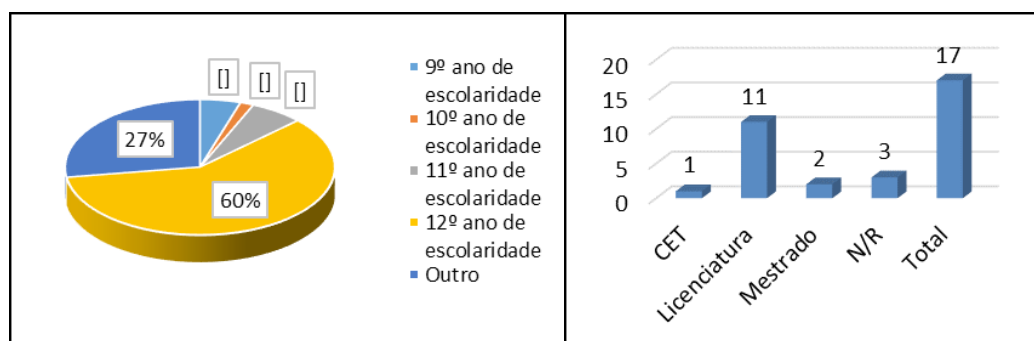 []
[]
[]
27%
60%
9º ano de
escolaridade
10º ano de
escolaridade
11º ano de
escolaridade
12º ano de
escolaridade
Outro
20
15
10
5
0
1
11
2
3
17
CET
Licenciatura
Mestrado
N/R
Total